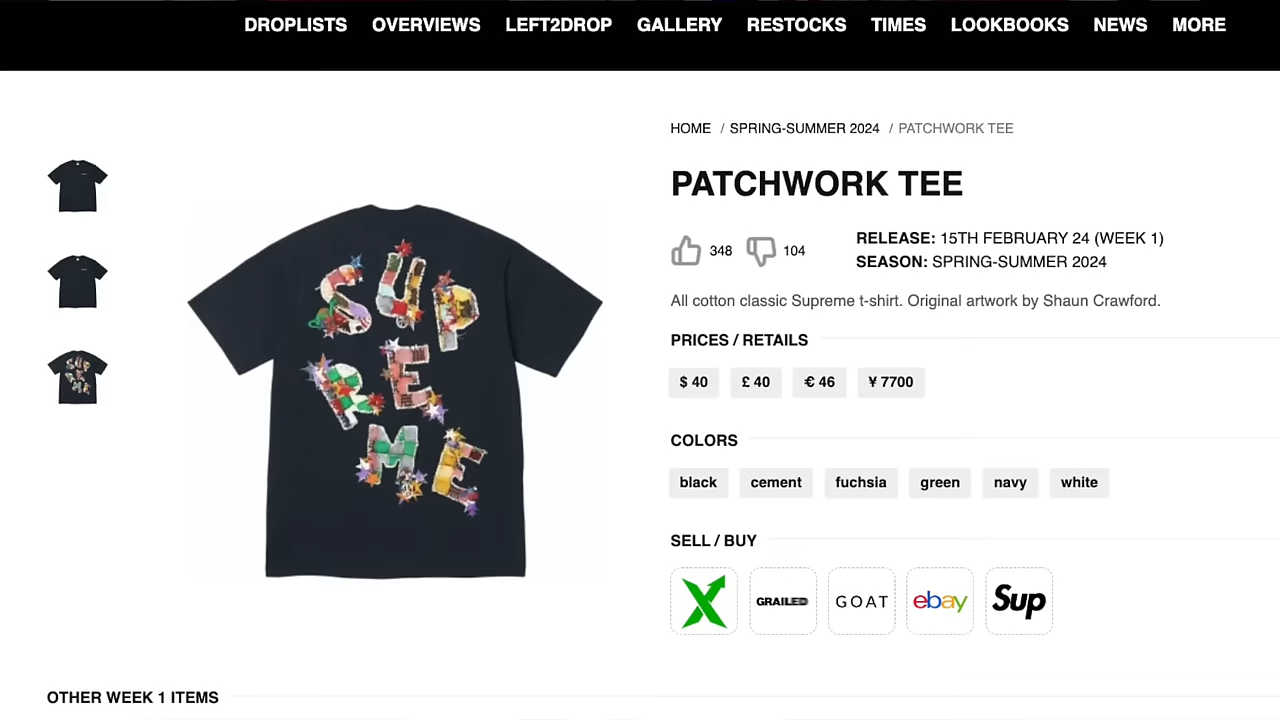 DROPLISTS OVERVIEWS LEFT2DROP GALLERY RESTOCKS TIMES LOOKBOOKS NEWS MORE
HOME / SPRING-SUMMER 2024 / PATCHWORK TEE
PATCHWORK TEE
348 104
RELEASE: 15TH FEBRUARY 24 (WEEK 1)
SEASON: SPRING-SUMMER 2024
All cotton classic Supreme t-shirt. Original artwork by Shaun Crawford.
PRICES / RETAILS
$ 40 £ 40 € 46 ¥ 7700
COLORS
black cement fuchsia green navy white
SELL / BUY
GRAILED GOAT ebay Sup
SUP
RE
ME
OTHER WEEK 1 ITEMS